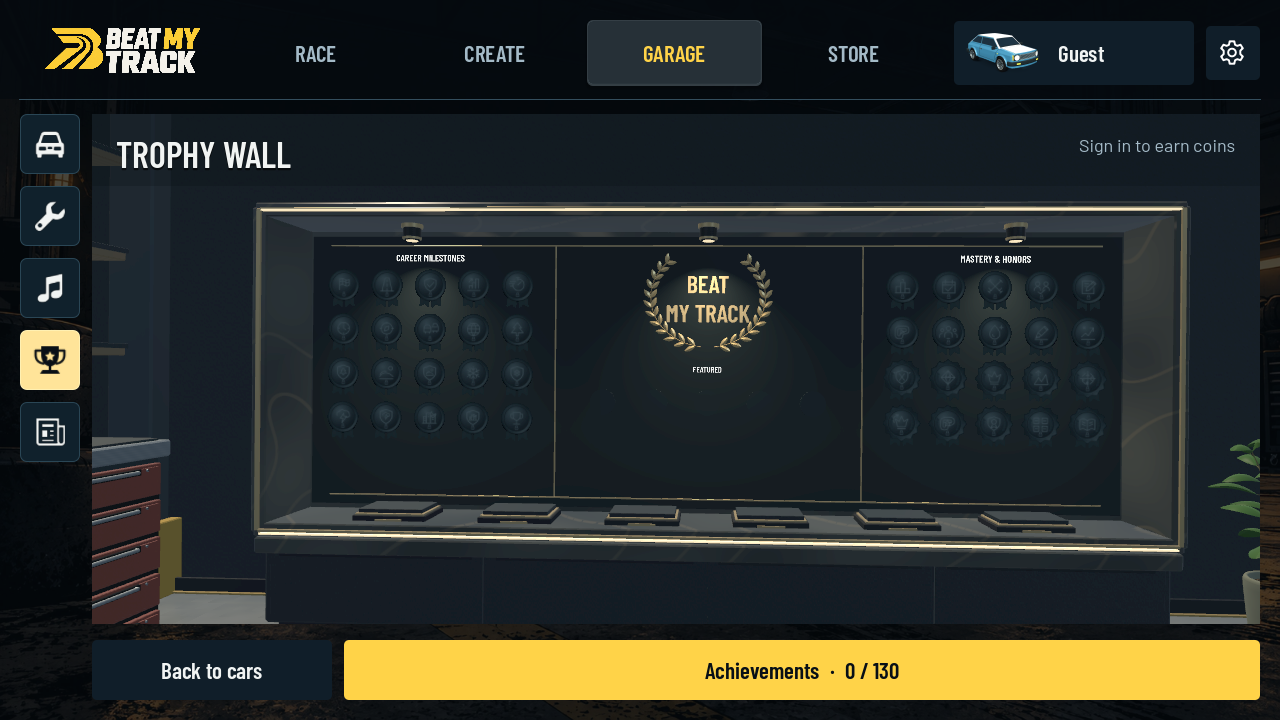 BEAT MY TRACK
RACE
CREATE
GARAGE
STORE
Guest
TROPHY WALL
Sign in to earn coins
CAREER MILESTONES
BEAT
MY TRACK
FEATURED
MASTERY & HONORS
Back to cars
Achievements · 0 / 130